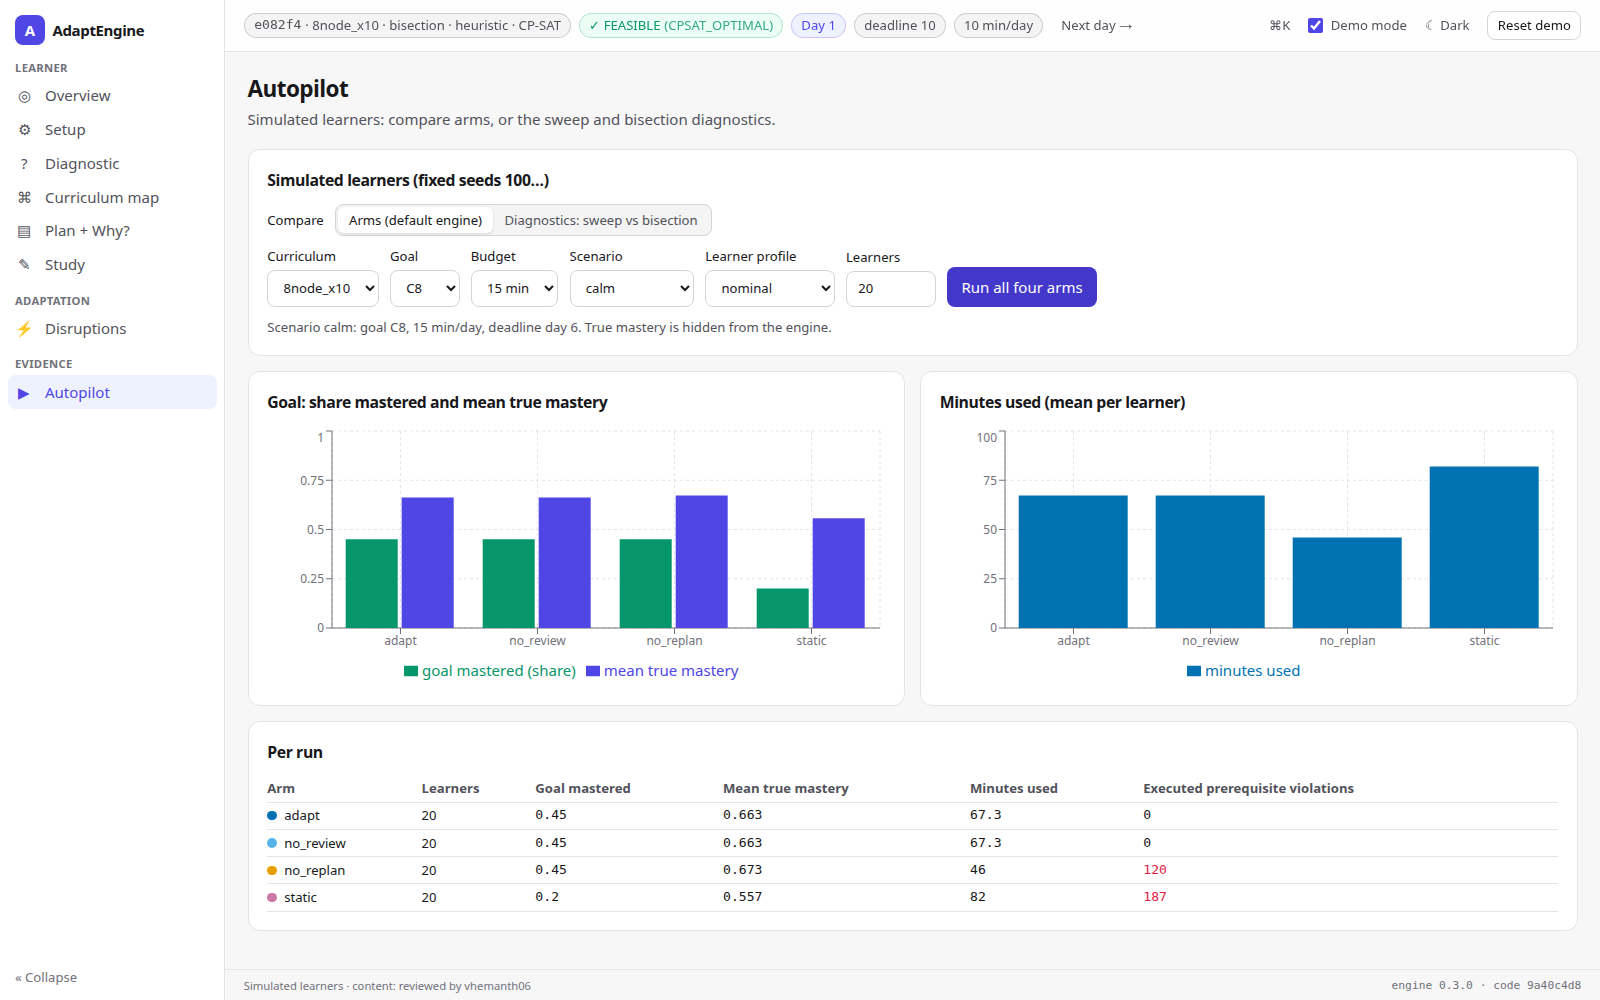 A AdaptEngine
LEARNER
◎ Overview
⚙ Setup
? Diagnostic
⌘ Curriculum map
▤ Plan + Why?
✎ Study
ADAPTATION
⚡ Disruptions
EVIDENCE
▶ Autopilot
« Collapse
e082f4 · 8node_x10 · bisection · heuristic · CP-SAT ✓ FEASIBLE (CPSAT_OPTIMAL) Day 1 deadline 10 10 min/day Next day → ⌘K Demo mode ☾ Dark Reset demo
Autopilot
Simulated learners: compare arms, or the sweep and bisection diagnostics.
Simulated learners (fixed seeds 100...)
Compare Arms (default engine) Diagnostics: sweep vs bisection
Curriculum Goal Budget Scenario Learner profile Learners
8node_x10 C8 15 min calm nominal 20 Run all four arms
Scenario calm: goal C8, 15 min/day, deadline day 6. True mastery is hidden from the engine.
Goal: share mastered and mean true mastery
1
0.75
0.5
0.25
0
adapt no_review no_replan static
goal mastered (share) mean true mastery
Minutes used (mean per learner)
100
75
50
25
0
adapt no_review no_replan static
minutes used
Per run
Arm Learners Goal mastered Mean true mastery Minutes used Executed prerequisite violations
adapt 20 0.45 0.663 67.3 0
no_review 20 0.45 0.663 67.3 0
no_replan 20 0.45 0.673 46 120
static 20 0.2 0.557 82 187
Simulated learners · content: reviewed by vhemanth06
engine 0.3.0 · code 9a40c4d8